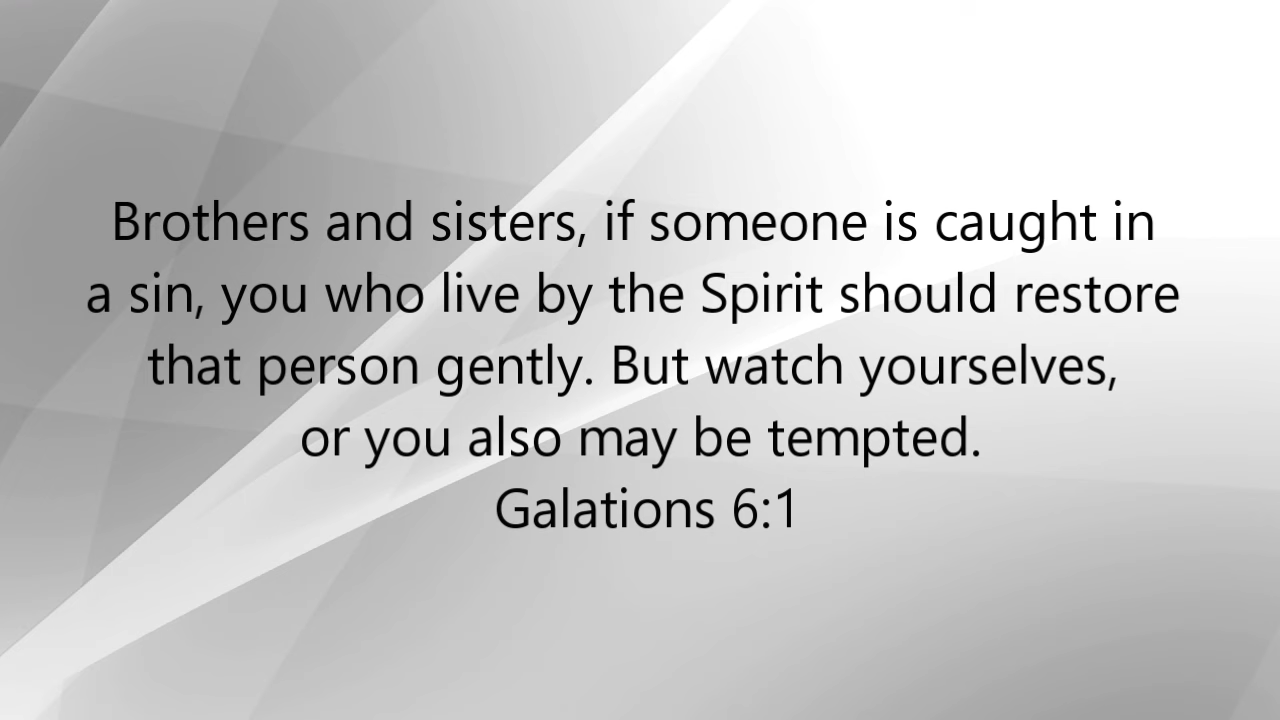 Brothers and sisters, if someone is caught in
a sin, you who live by the Spirit should restore
that person gently. But watch yourselves,
or you also may be tempted.
Galations 6:1